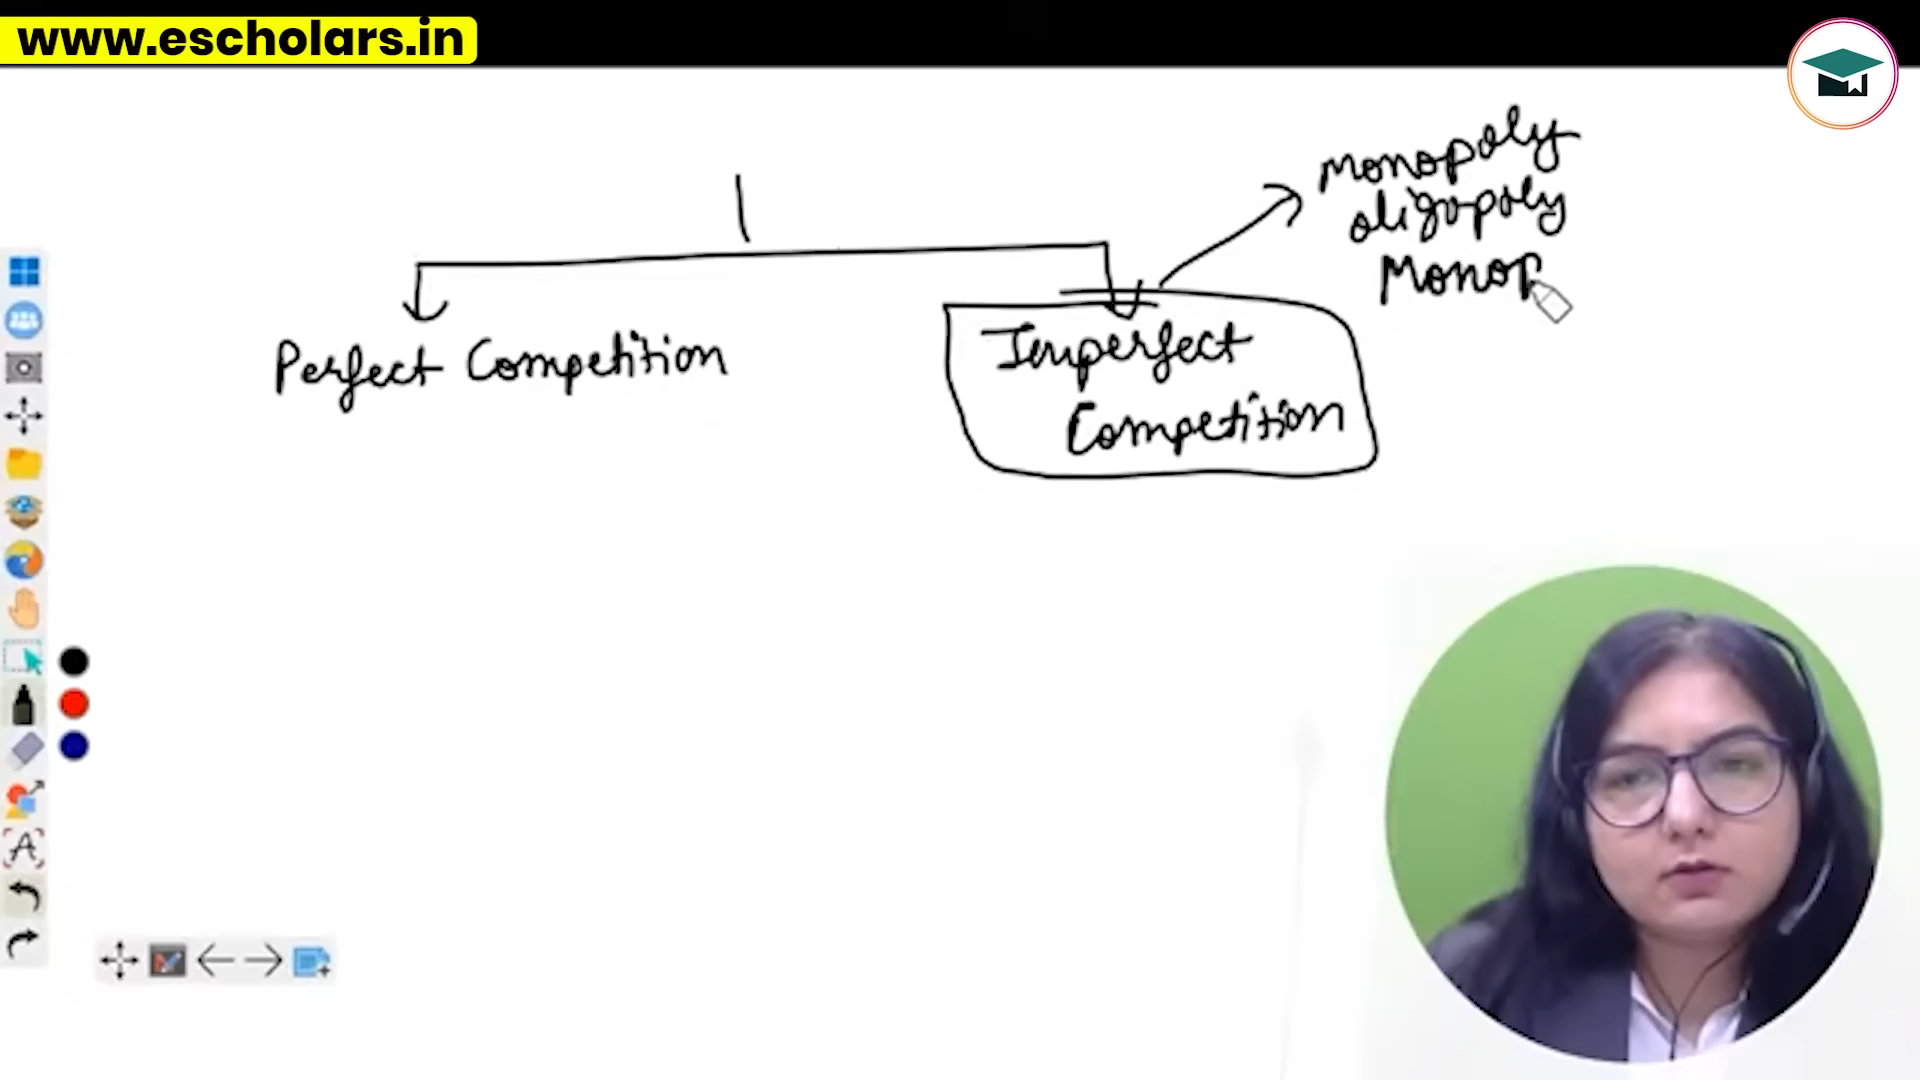 www.escholars.in
Monopoly
oligopoly
Monop
Perfect Competition
Imperfect
Competition